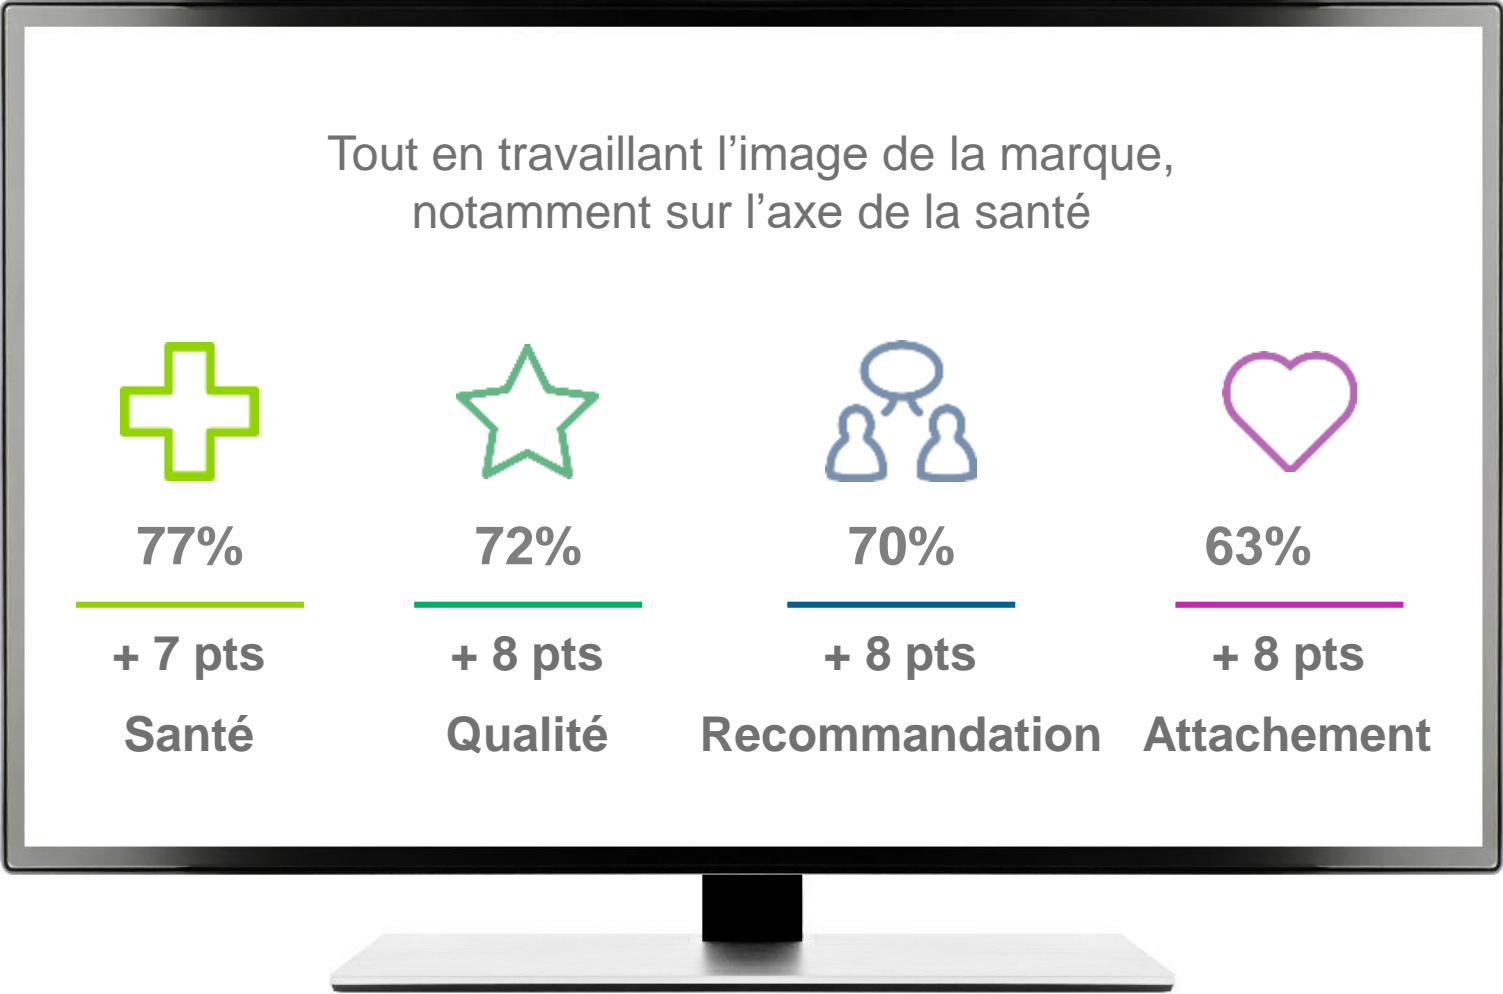 Tout en travaillant l’image de la marque,
notamment sur l’axe de la santé
77% 72% 70% 63%
+ 7 pts + 8 pts + 8 pts + 8 pts
Santé Qualité Recommandation Attachement